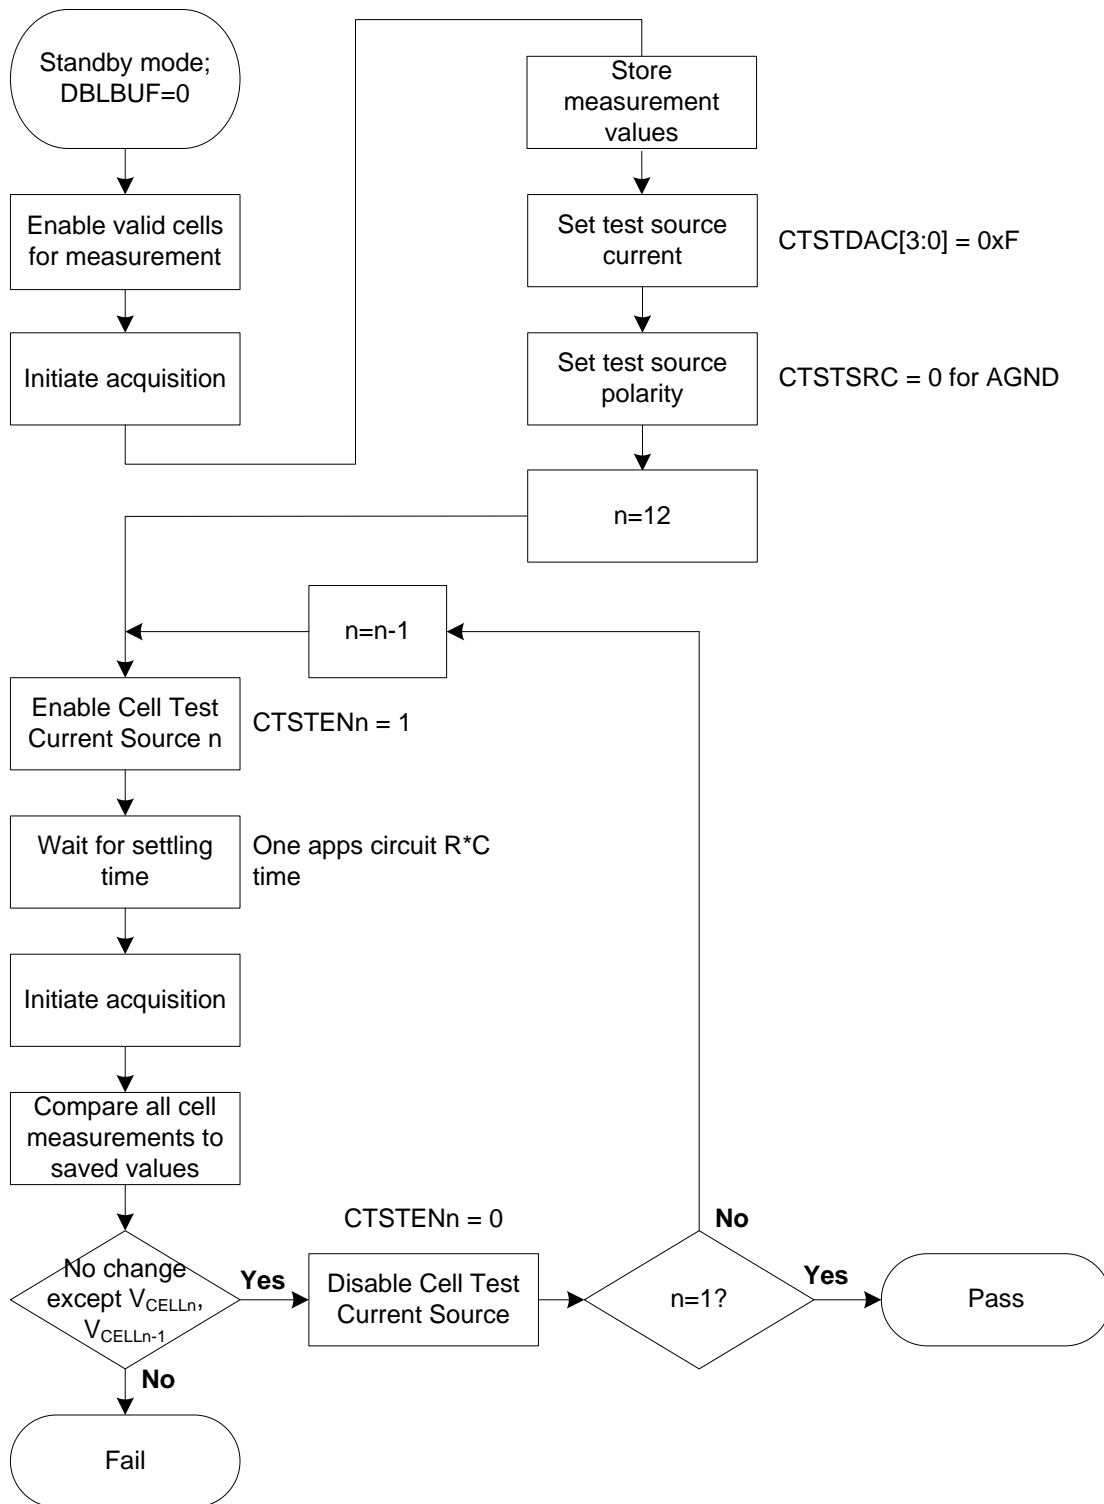 Standby mode;
DBLBUF=0
Enable valid cells
for measurement
Initiate acquisition
Store
measurement
values
Set test source
current
CTSTDAC[3:0] = 0xF
Set test source
polarity
CTSTSRC = 0 for AGND
n=12
n=n-1
Enable Cell Test
Current Source n
CTSTENn = 1
Wait for settling
time
One apps circuit R*C
time
Initiate acquisition
Compare all cell
measurements to
saved values
No change
except VCELLn,
VCELLn-1
Yes
No
Fail
CTSTENn = 0
Disable Cell Test
Current Source
n=1?
No
Yes
Pass